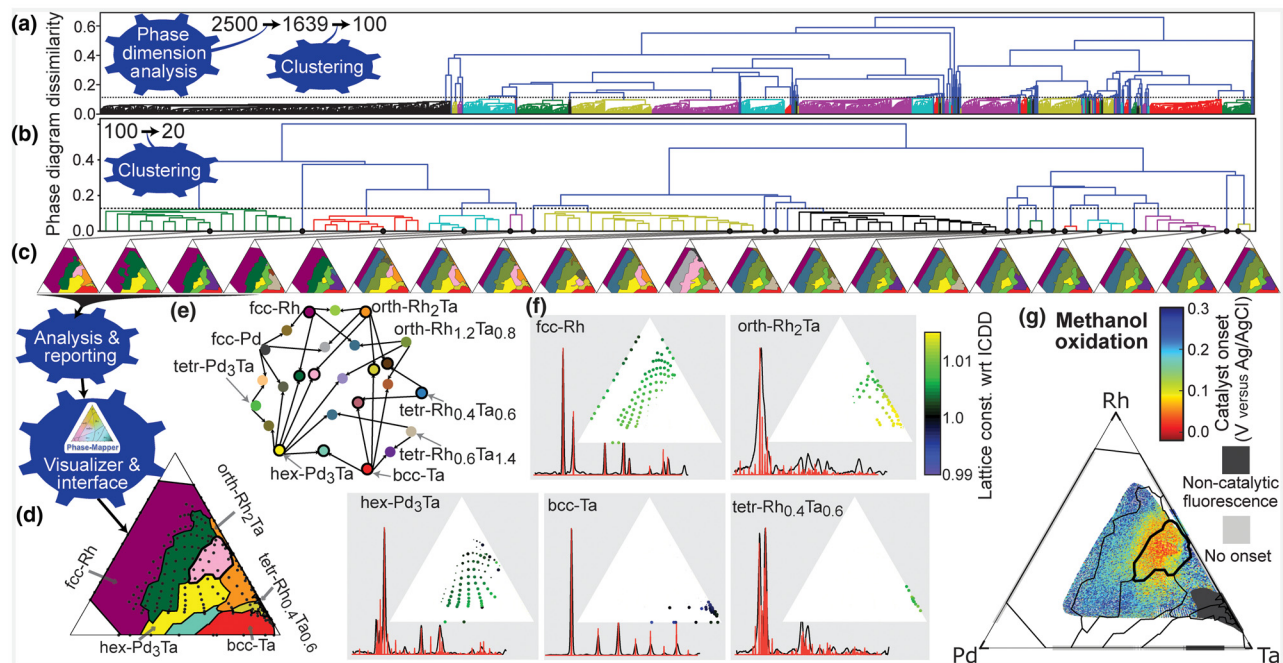 (a)
Phase
dimension
analysis
2500 → 1639 → 100
Clustering
Phase diagram dissimilarity
0.6
0.4
0.2
0.0
(b)
100 → 20
Clustering
0.4
0.2
0.0
(c)
Analysis &
reporting
Phase-Mapper
Visualizer &
interface
(d)
fcc-Rh
orth-Rh2Ta
tetr-Rh0.4Ta0.6
hex-Pd3Ta
bcc-Ta
(e)
fcc-Rh
orth-Rh2Ta
orth-Rh1.2Ta0.8
fcc-Pd
tetr-Pd3Ta
tetr-Rh0.4Ta0.6
tetr-Rh0.6Ta1.4
hex-Pd3Ta
bcc-Ta
(f)
fcc-Rh
orth-Rh2Ta
1.01
1.0
0.99
Lattice const. wrt ICDD
hex-Pd3Ta
bcc-Ta
tetr-Rh0.4Ta0.6
(g)
Methanol
oxidation
0.3
0.2
0.1
0.0
Catalyst onset
(V versus Ag/AgCl)
Non-catalytic
fluorescence
No onset
Rh
Pd
Ta